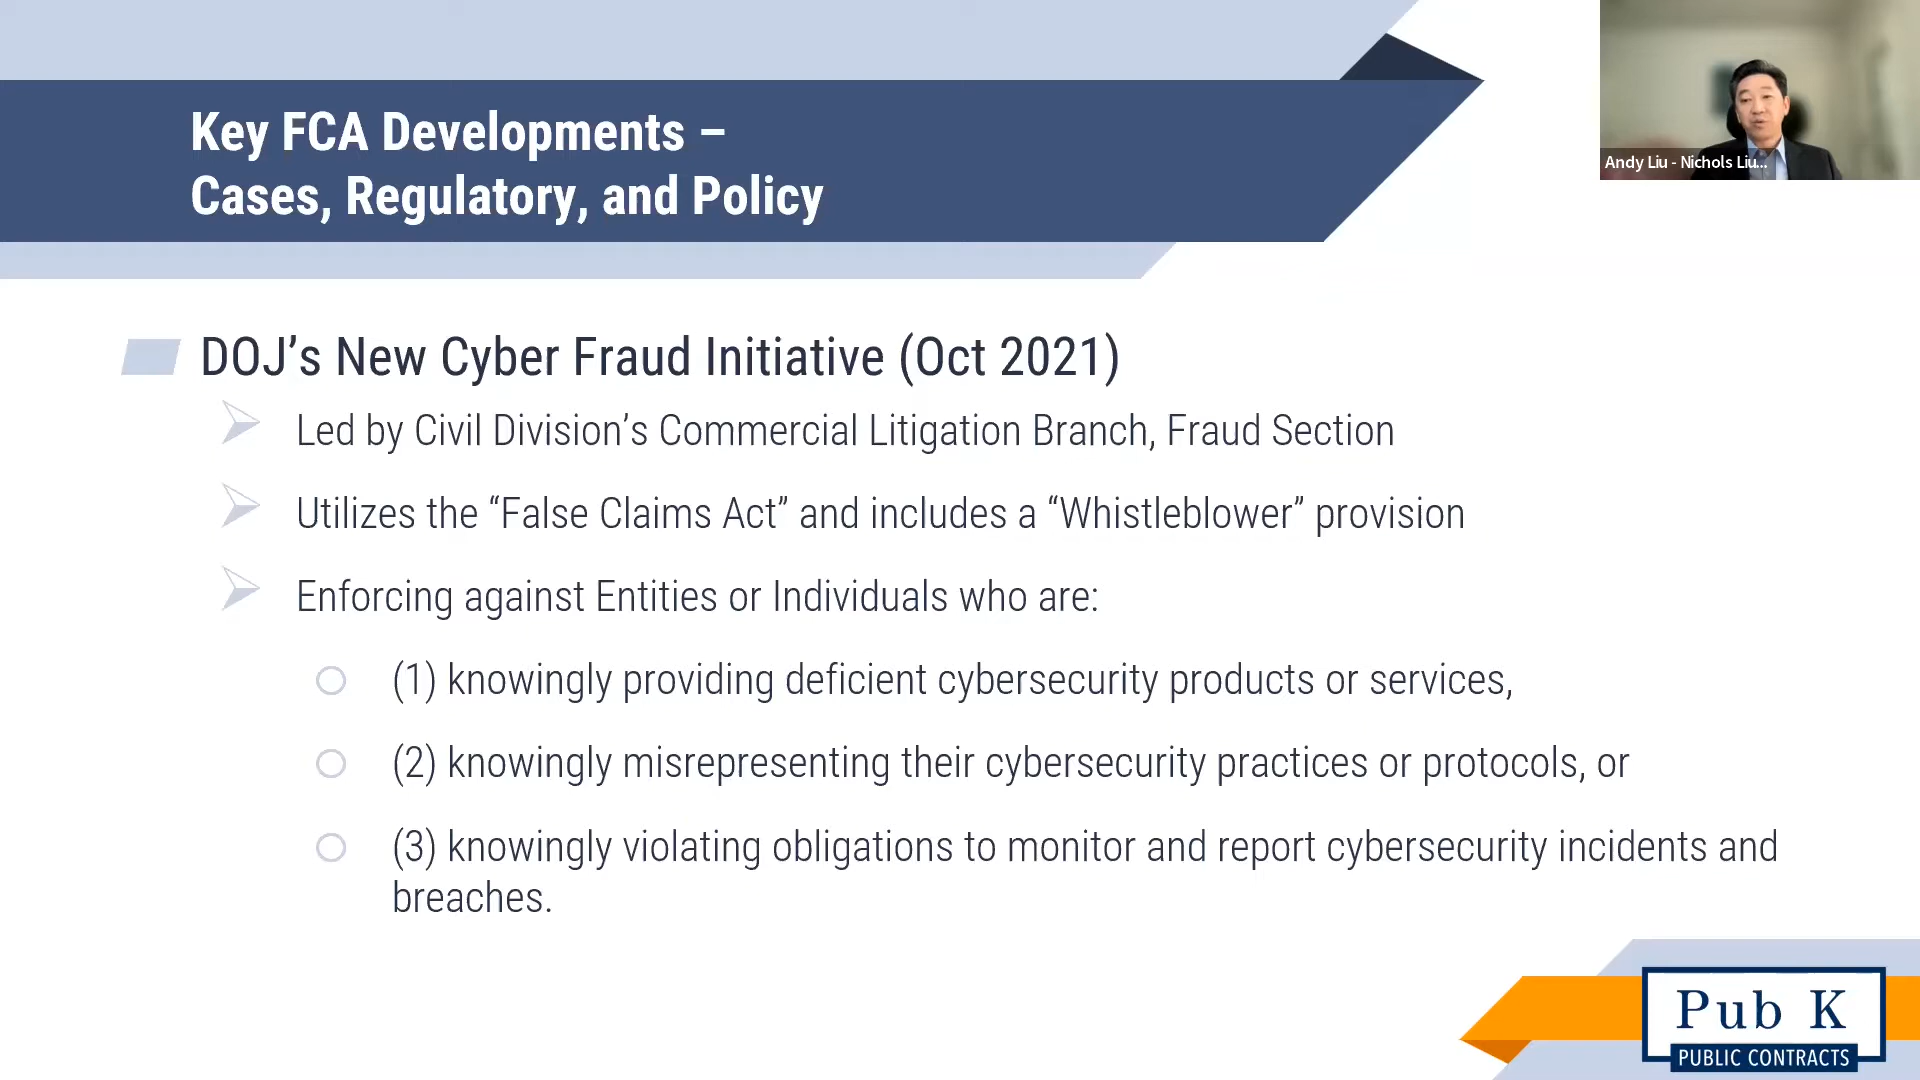 Key FCA Developments –
Cases, Regulatory, and Policy
Andy Liu - Nichols Liu...
DOJ’s New Cyber Fraud Initiative (Oct 2021)
Led by Civil Division’s Commercial Litigation Branch, Fraud Section
Utilizes the “False Claims Act” and includes a “Whistleblower” provision
Enforcing against Entities or Individuals who are:
(1) knowingly providing deficient cybersecurity products or services,
(2) knowingly misrepresenting their cybersecurity practices or protocols, or
(3) knowingly violating obligations to monitor and report cybersecurity incidents and
breaches.
Pub K
PUBLIC CONTRACTS